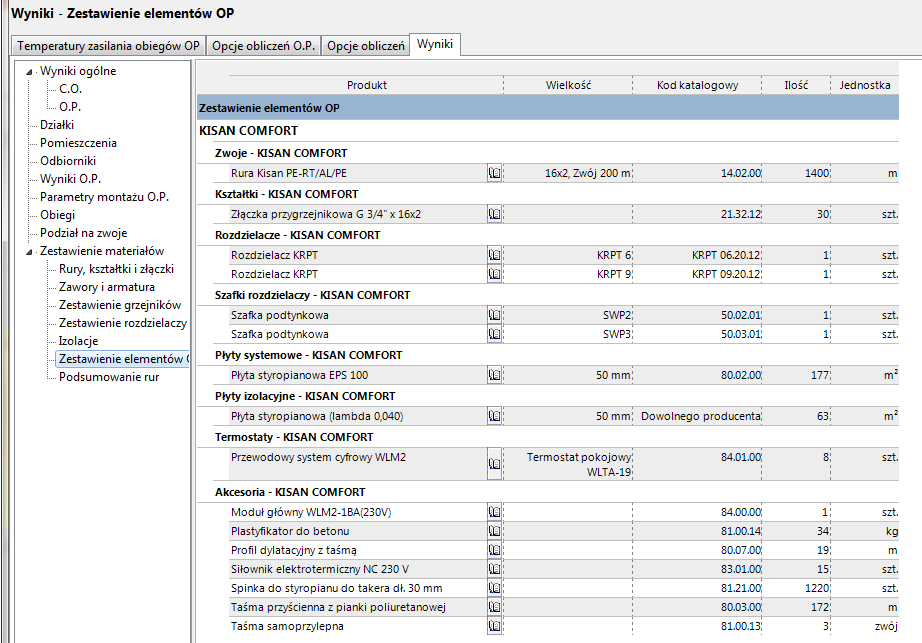 Wyniki - Zestawienie elementów OP
Temperatury zasilania obiegów OP Opcje obliczeń O.P. Opcje obliczeń Wyniki
Wyniki ogólne
C.O.
O.P.
Działki
Pomieszczenia
Odbiorniki
Wyniki O.P.
Parametry montażu O.P.
Obiegi
Podział na zwoje
Zestawienie materiałów
Rury, kształtki i złączki
Zawory i armatura
Zestawienie grzejników
Zestawienie rozdzielaczy
Izolacje
Zestawienie elementów
Podsumowanie rur
Produkt Wielkość Kod katalogowy Ilość Jednostka
Zestawienie elementów OP
KISAN COMFORT
Zwoje - KISAN COMFORT
Rura Kisan PE-RT/AL/PE 16x2, Zwój 200 m 14.02.00 1400 m
Kształtki - KISAN COMFORT
Złączka przygrzejnikowa G 3/4" x 16x2 21.32.12 30 szt.
Rozdzielacze - KISAN COMFORT
Rozdzielacz KRPT KRPT 6 KRPT 06.20.12 1 szt.
Rozdzielacz KRPT KRPT 9 KRPT 09.20.12 1 szt.
Szafki rozdzielaczy - KISAN COMFORT
Szafka podtynkowa SWP2 50.02.01 1 szt.
Szafka podtynkowa SWP3 50.03.01 1 szt.
Płyty systemowe - KISAN COMFORT
Płyta styropianowa EPS 100 50 mm 80.02.00 177 m²
Płyty izolacyjne - KISAN COMFORT
Płyta styropianowa (lambda 0,040) 50 mm Dowolnego producenta 63 m²
Termostaty - KISAN COMFORT
Przewodowy system cyfrowy WLM2 Termostat pokojowy 84.01.00 8 szt.
WLTA-19
Akcesoria - KISAN COMFORT
Moduł główny WLM2-1BA(230V) 84.00.00 1 szt.
Plastyfikator do betonu 81.00.14 34 kg
Profil dylatacyjny z taśmą 80.07.00 19 m
Siłownik elektrotermiczny NC 230 V 83.01.00 15 szt.
Spinka do styropianu do takera dł. 30 mm 81.21.00 1220 szt.
Taśma przyścienna z pianki poliuretanowej 80.03.00 172 m
Taśma samoprzylepna 81.00.13 3 zwój